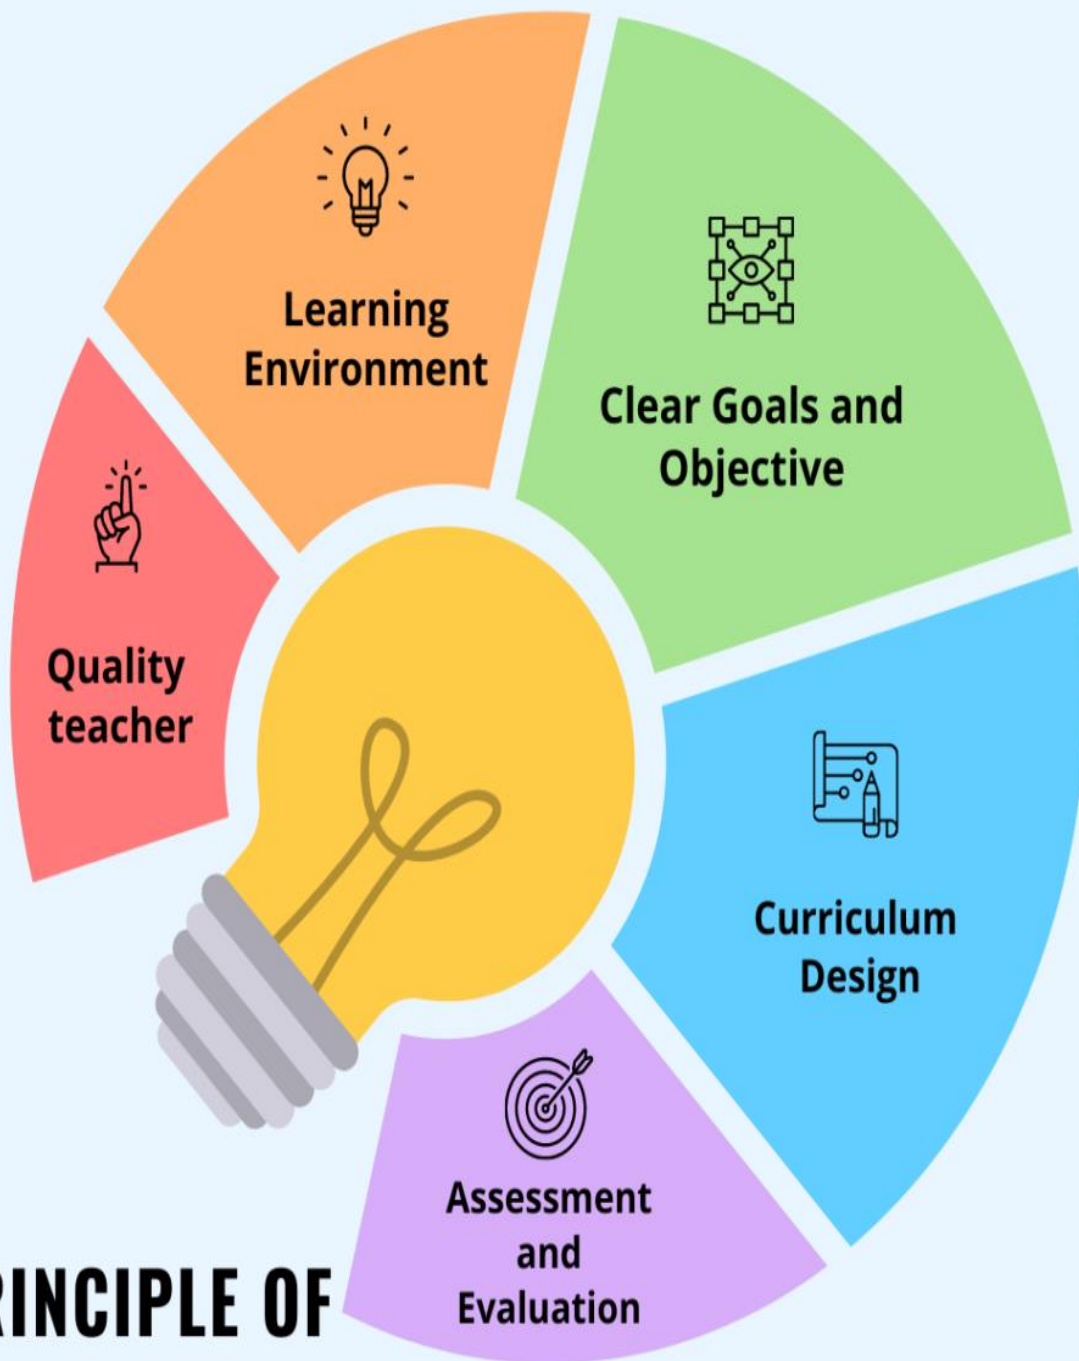 Learning
Environment
Clear Goals and
Objective
Quality
teacher
Curriculum
Design
Assessment
and
Evaluation
RINCIPLE OF